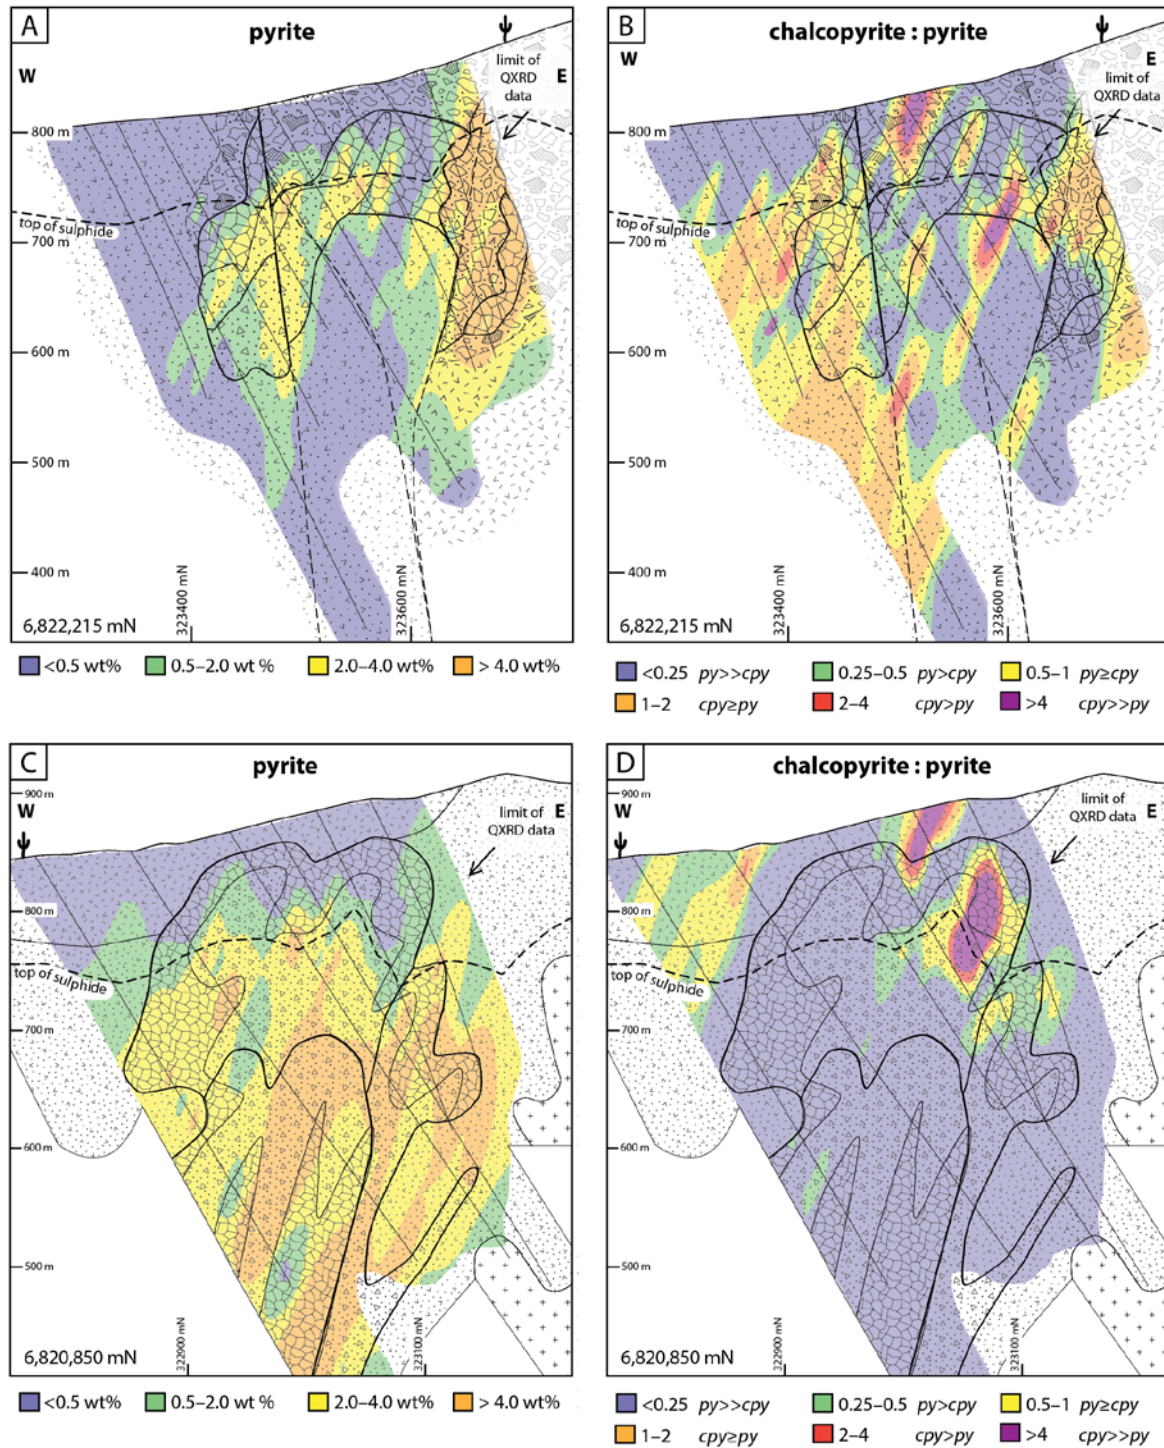 A
pyrite
W
limit of
QXRD
data
E
800 m
top of sulphide
700 m
600 m
500 m
400 m
323400 mN
323600 mN
6,822,215 mN
<0.5 wt%
0.5–2.0 wt %
2.0–4.0 wt%
> 4.0 wt%
B
chalcopyrite : pyrite
W
E
limit of
QXRD data
800 m
top of sulphide
700 m
600 m
500 m
400 m
323400 mN
323600 mN
6,822,215 mN
<0.25 py>>cpy
0.25–0.5 py>cpy
0.5–1 py≥cpy
1–2 cpy≥py
2–4 cpy>py
>4 cpy>>py
C
pyrite
900 m
W
limit of
QXRD data
E
800 m
top of sulphide
700 m
600 m
500 m
322900 mN
323100 mN
6,820,850 mN
<0.5 wt%
0.5–2.0 wt %
2.0–4.0 wt%
> 4.0 wt%
D
chalcopyrite : pyrite
900 m
W
limit of
QXRD data
E
800 m
top of sulphide
700 m
600 m
500 m
322900 mN
323100 mN
6,820,850 mN
<0.25 py>>cpy
0.25–0.5 py>cpy
0.5–1 py≥cpy
1–2 cpy≥py
2–4 cpy>py
>4 cpy>>py